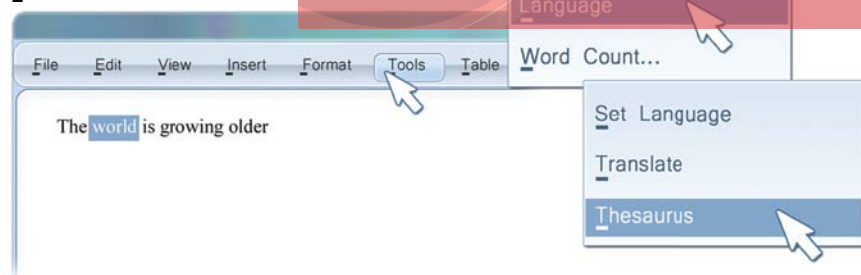 Language
File Edit View Insert Format Tools Table
Word Count...
The world is growing older
Set Language
Translate
Thesaurus